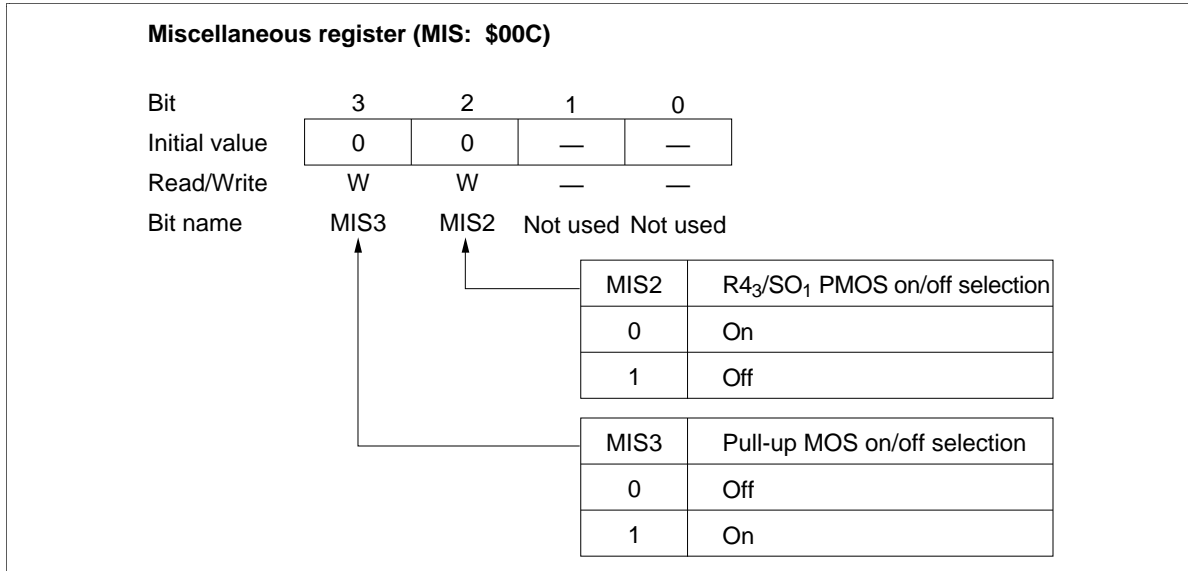 Miscellaneous register (MIS: $00C)
Bit 3 2 1 0
Initial value 0 0 — —
Read/Write W W — —
Bit name MIS3 MIS2 Not used Not used
MIS2 R4₃/SO₁ PMOS on/off selection
0 On
1 Off
MIS3 Pull-up MOS on/off selection
0 Off
1 On